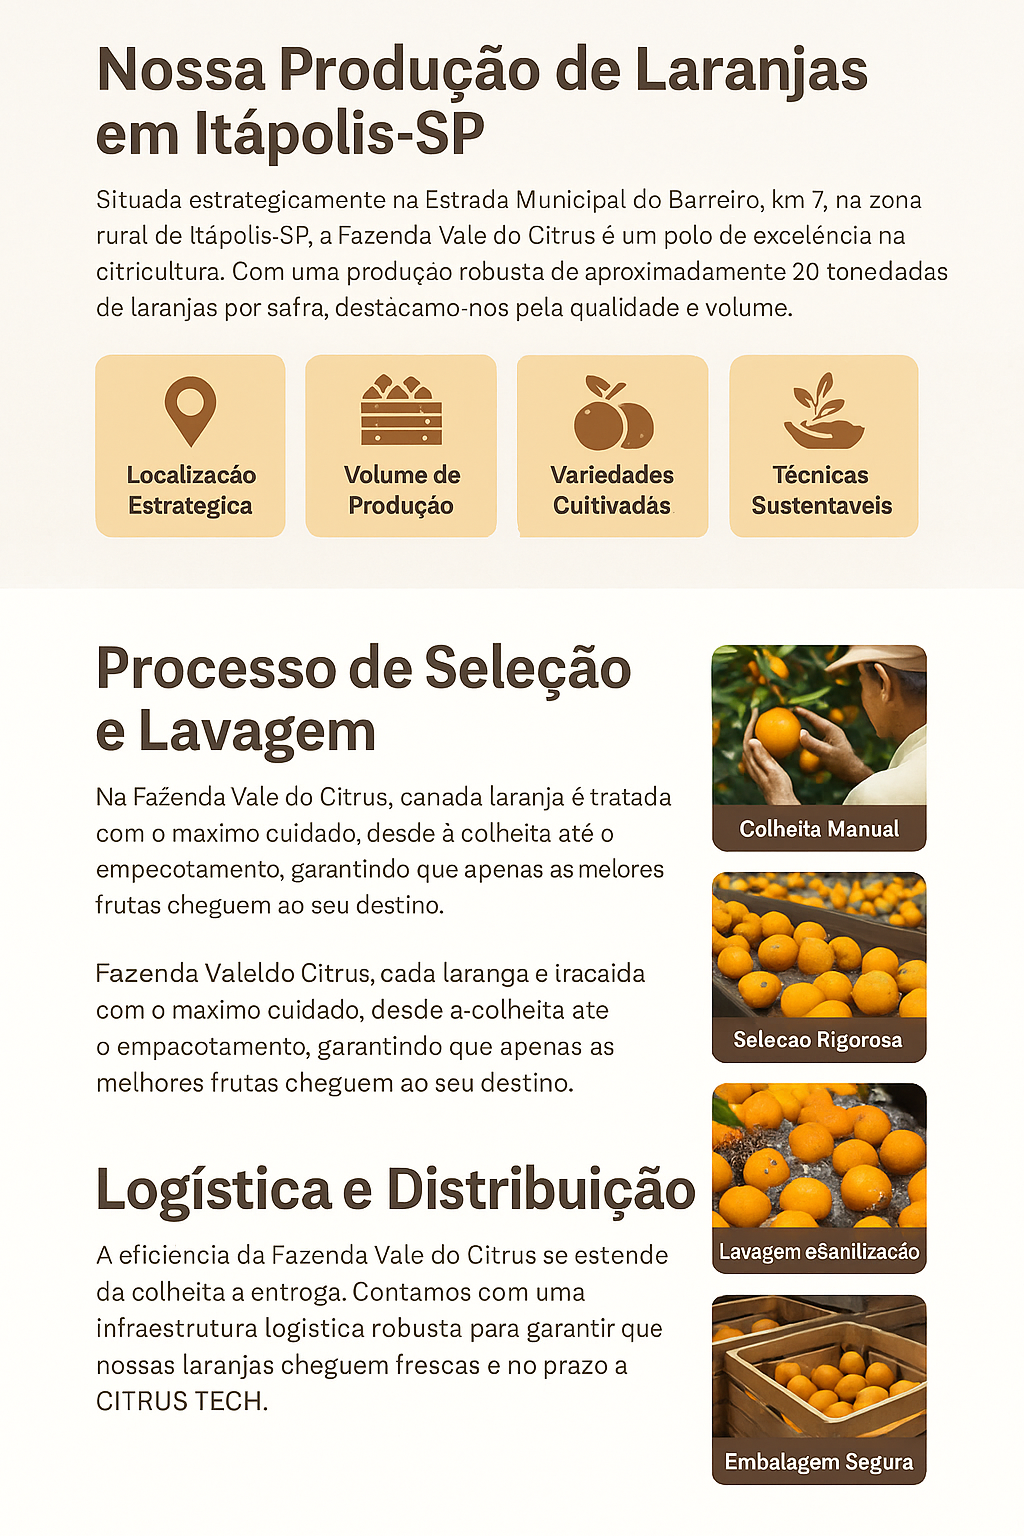 Nossa Produção de Laranjas
em Itápolis-SP
Situada estrategicamente na Estrada Municipal do Barreiro, km 7, na zona
rural de Itápolis-SP, a Fazenda Vale do Citrus é um polo de exceléncia na
citricultura. Com uma produção robusta de aproximadamente 20 tonedadas
de laranjas por safra, destàcamo-nos pela qualidade e volume.
Localizacáo
Estrategica
Volume de
Produçáo
Variedades
Cuitivadás
Técnicas
Sustentaveis
Processo de Seleção
e Lavagem
Na Faženda Vale do Citrus, canada laranja é tratada
com o maximo cuidado, desde à colheita até o
empecotamento, garantindo que apenas as melores
frutas cheguem ao seu destino.
Fazenda Valeldo Citrus, cada laranga e iracaida
com o maximo cuidado, desde a-colheita ate
o empacotamento, garantindo que apenas as
melhores frutas cheguem ao seu destino.
Logística e Distribuição
A eficiencia da Fazenda Vale do Citrus se estende
da colheita a entroga. Contamos com uma
infraestrutura logistica robusta para garantir que
nossas laranjas cheguem frescas e no prazo a
CITRUS TECH.
Colheita Manual
Selecao Rigorosa
Lavagem eŜanilizacáo
Embalagem Segura